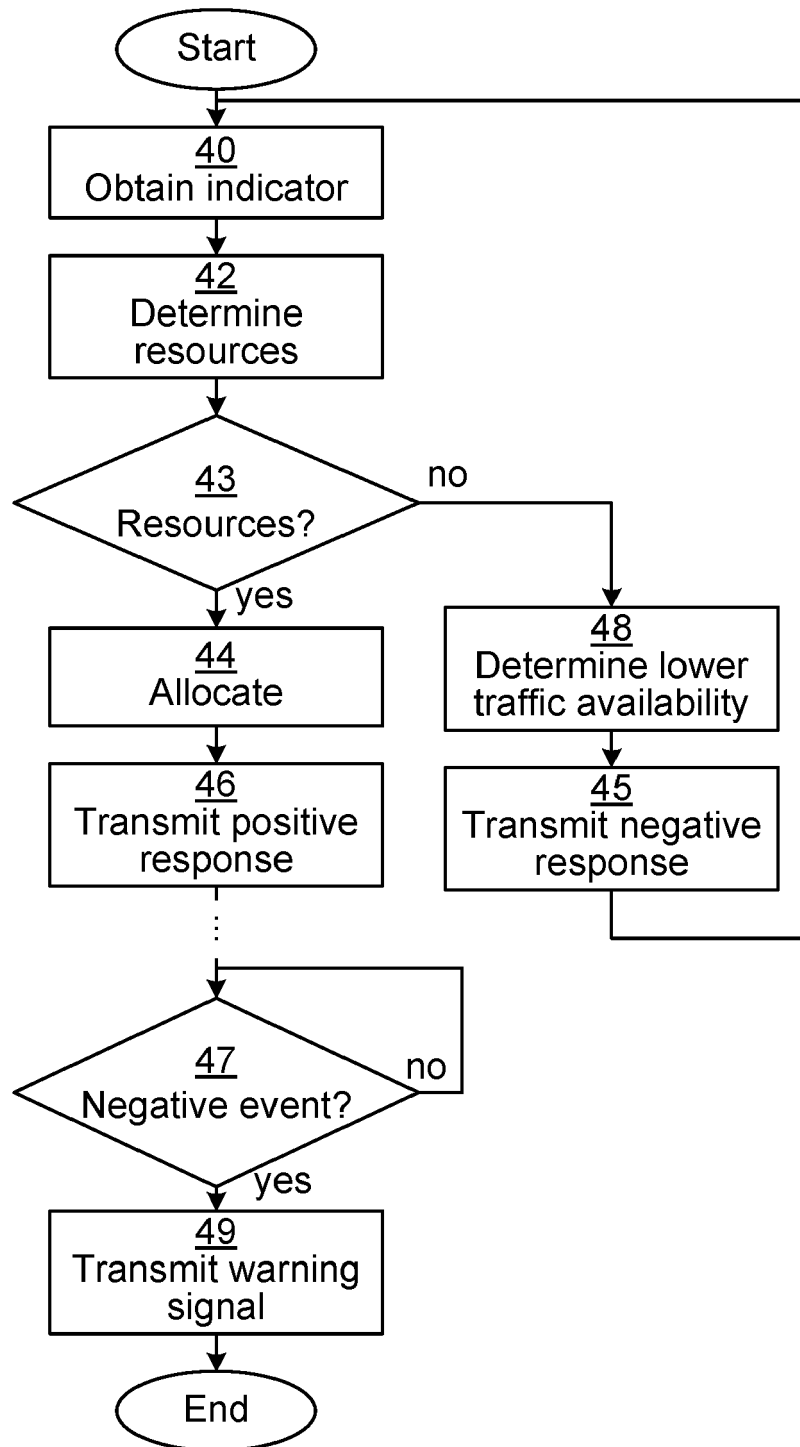 Start
40
Obtain indicator
42
Determine
resources
43
Resources?
no
yes
44
Allocate
48
Determine lower
traffic availability
46
Transmit positive
response
45
Transmit negative
response
47
Negative event?
no
yes
49
Transmit warning
signal
End